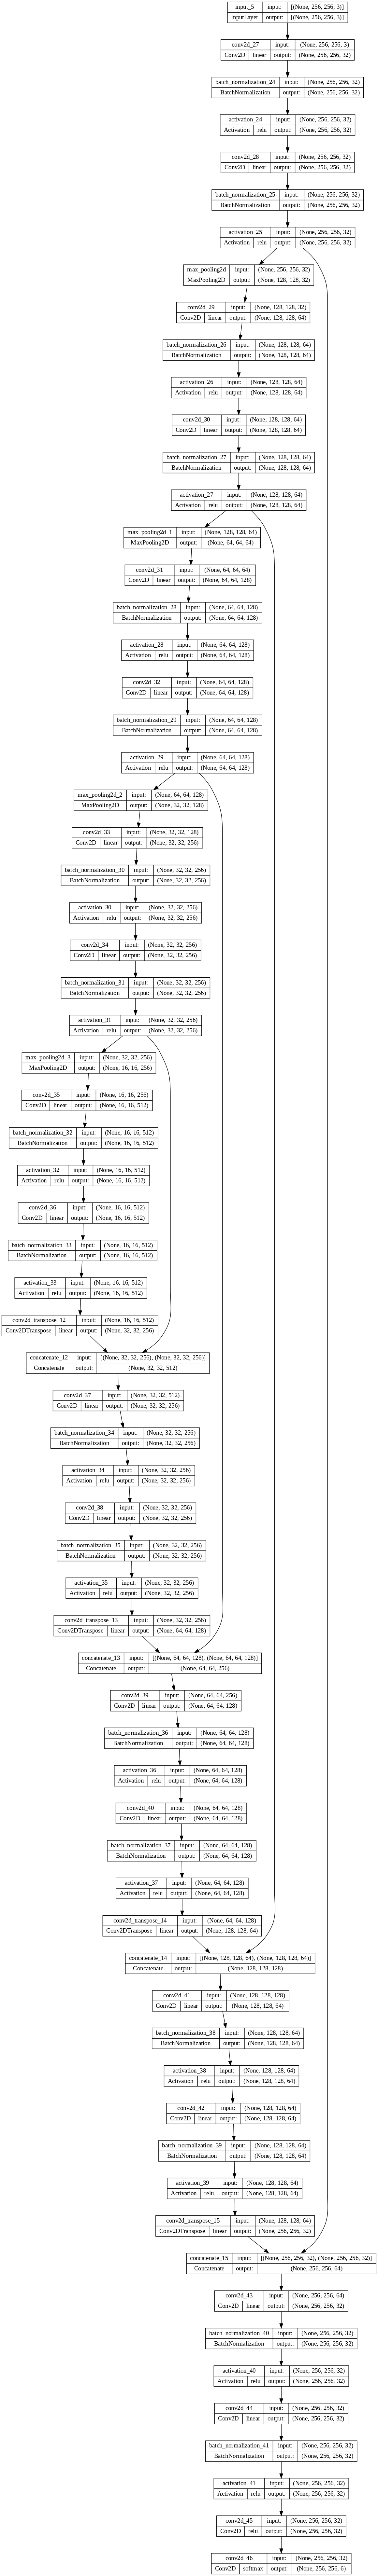 input_5 input: [(None, 256, 256, 3)]
InputLayer output: [(None, 256, 256, 3)]
conv2d_27 input: (None, 256, 256, 3)
Conv2D linear output: (None, 256, 256, 32)
batch_normalization_24 input: (None, 256, 256, 32)
BatchNormalization output: (None, 256, 256, 32)
activation_24 input: (None, 256, 256, 32)
Activation relu output: (None, 256, 256, 32)
conv2d_28 input: (None, 256, 256, 32)
Conv2D linear output: (None, 256, 256, 32)
batch_normalization_25 input: (None, 256, 256, 32)
BatchNormalization output: (None, 256, 256, 32)
activation_25 input: (None, 256, 256, 32)
Activation relu output: (None, 256, 256, 32)
max_pooling2d input: (None, 256, 256, 32)
MaxPooling2D output: (None, 128, 128, 32)
conv2d_29 input: (None, 128, 128, 32)
Conv2D linear output: (None, 128, 128, 64)
batch_normalization_26 input: (None, 128, 128, 64)
BatchNormalization output: (None, 128, 128, 64)
activation_26 input: (None, 128, 128, 64)
Activation relu output: (None, 128, 128, 64)
conv2d_30 input: (None, 128, 128, 64)
Conv2D linear output: (None, 128, 128, 64)
batch_normalization_27 input: (None, 128, 128, 64)
BatchNormalization output: (None, 128, 128, 64)
activation_27 input: (None, 128, 128, 64)
Activation relu output: (None, 128, 128, 64)
max_pooling2d_1 input: (None, 128, 128, 64)
MaxPooling2D output: (None, 64, 64, 64)
conv2d_31 input: (None, 64, 64, 64)
Conv2D linear output: (None, 64, 64, 128)
batch_normalization_28 input: (None, 64, 64, 128)
BatchNormalization output: (None, 64, 64, 128)
activation_28 input: (None, 64, 64, 128)
Activation relu output: (None, 64, 64, 128)
conv2d_32 input: (None, 64, 64, 128)
Conv2D linear output: (None, 64, 64, 128)
batch_normalization_29 input: (None, 64, 64, 128)
BatchNormalization output: (None, 64, 64, 128)
activation_29 input: (None, 64, 64, 128)
Activation relu output: (None, 64, 64, 128)
max_pooling2d_2 input: (None, 64, 64, 128)
MaxPooling2D output: (None, 32, 32, 128)
conv2d_33 input: (None, 32, 32, 128)
Conv2D linear output: (None, 32, 32, 256)
batch_normalization_30 input: (None, 32, 32, 256)
BatchNormalization output: (None, 32, 32, 256)
activation_30 input: (None, 32, 32, 256)
Activation relu output: (None, 32, 32, 256)
conv2d_34 input: (None, 32, 32, 256)
Conv2D linear output: (None, 32, 32, 256)
batch_normalization_31 input: (None, 32, 32, 256)
BatchNormalization output: (None, 32, 32, 256)
activation_31 input: (None, 32, 32, 256)
Activation relu output: (None, 32, 32, 256)
max_pooling2d_3 input: (None, 32, 32, 256)
MaxPooling2D output: (None, 16, 16, 256)
conv2d_35 input: (None, 16, 16, 256)
Conv2D linear output: (None, 16, 16, 512)
batch_normalization_32 input: (None, 16, 16, 512)
BatchNormalization output: (None, 16, 16, 512)
activation_32 input: (None, 16, 16, 512)
Activation relu output: (None, 16, 16, 512)
conv2d_36 input: (None, 16, 16, 512)
Conv2D linear output: (None, 16, 16, 512)
batch_normalization_33 input: (None, 16, 16, 512)
BatchNormalization output: (None, 16, 16, 512)
activation_33 input: (None, 16, 16, 512)
Activation relu output: (None, 16, 16, 512)
conv2d_transpose_12 input: (None, 16, 16, 512)
Conv2DTranspose linear output: (None, 32, 32, 256)
concatenate_12 input: [(None, 32, 32, 256), (None, 32, 32, 256)]
Concatenate output: (None, 32, 32, 512)
conv2d_37 input: (None, 32, 32, 512)
Conv2D linear output: (None, 32, 32, 256)
batch_normalization_34 input: (None, 32, 32, 256)
BatchNormalization output: (None, 32, 32, 256)
activation_34 input: (None, 32, 32, 256)
Activation relu output: (None, 32, 32, 256)
conv2d_38 input: (None, 32, 32, 256)
Conv2D linear output: (None, 32, 32, 256)
batch_normalization_35 input: (None, 32, 32, 256)
BatchNormalization output: (None, 32, 32, 256)
activation_35 input: (None, 32, 32, 256)
Activation relu output: (None, 32, 32, 256)
conv2d_transpose_13 input: (None, 32, 32, 256)
Conv2DTranspose linear output: (None, 64, 64, 128)
concatenate_13 input: [(None, 64, 64, 128), (None, 64, 64, 128)]
Concatenate output: (None, 64, 64, 256)
conv2d_39 input: (None, 64, 64, 256)
Conv2D linear output: (None, 64, 64, 128)
batch_normalization_36 input: (None, 64, 64, 128)
BatchNormalization output: (None, 64, 64, 128)
activation_36 input: (None, 64, 64, 128)
Activation relu output: (None, 64, 64, 128)
conv2d_40 input: (None, 64, 64, 128)
Conv2D linear output: (None, 64, 64, 128)
batch_normalization_37 input: (None, 64, 64, 128)
BatchNormalization output: (None, 64, 64, 128)
activation_37 input: (None, 64, 64, 128)
Activation relu output: (None, 64, 64, 128)
conv2d_transpose_14 input: (None, 64, 64, 128)
Conv2DTranspose linear output: (None, 128, 128, 64)
concatenate_14 input: [(None, 128, 128, 64), (None, 128, 128, 64)]
Concatenate output: (None, 128, 128, 128)
conv2d_41 input: (None, 128, 128, 128)
Conv2D linear output: (None, 128, 128, 64)
batch_normalization_38 input: (None, 128, 128, 64)
BatchNormalization output: (None, 128, 128, 64)
activation_38 input: (None, 128, 128, 64)
Activation relu output: (None, 128, 128, 64)
conv2d_42 input: (None, 128, 128, 64)
Conv2D linear output: (None, 128, 128, 64)
batch_normalization_39 input: (None, 128, 128, 64)
BatchNormalization output: (None, 128, 128, 64)
activation_39 input: (None, 128, 128, 64)
Activation relu output: (None, 128, 128, 64)
conv2d_transpose_15 input: (None, 128, 128, 64)
Conv2DTranspose linear output: (None, 256, 256, 32)
concatenate_15 input: [(None, 256, 256, 32), (None, 256, 256, 32)]
Concatenate output: (None, 256, 256, 64)
conv2d_43 input: (None, 256, 256, 64)
Conv2D linear output: (None, 256, 256, 32)
batch_normalization_40 input: (None, 256, 256, 32)
BatchNormalization output: (None, 256, 256, 32)
activation_40 input: (None, 256, 256, 32)
Activation relu output: (None, 256, 256, 32)
conv2d_44 input: (None, 256, 256, 32)
Conv2D linear output: (None, 256, 256, 32)
batch_normalization_41 input: (None, 256, 256, 32)
BatchNormalization output: (None, 256, 256, 32)
activation_41 input: (None, 256, 256, 32)
Activation relu output: (None, 256, 256, 32)
conv2d_45 input: (None, 256, 256, 32)
Conv2D relu output: (None, 256, 256, 32)
conv2d_46 input: (None, 256, 256, 32)
Conv2D softmax output: (None, 256, 256, 6)